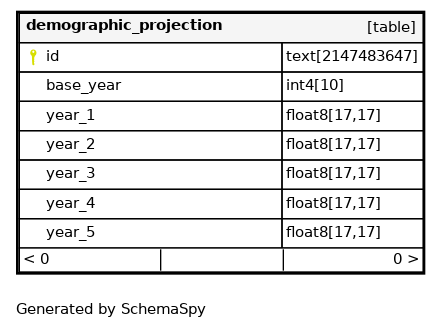 demographic_projection [table]
id text[2147483647]
base_year int4[10]
year_1 float8[17,17]
year_2 float8[17,17]
year_3 float8[17,17]
year_4 float8[17,17]
year_5 float8[17,17]
< 0 0 >
Generated by SchemaSpy